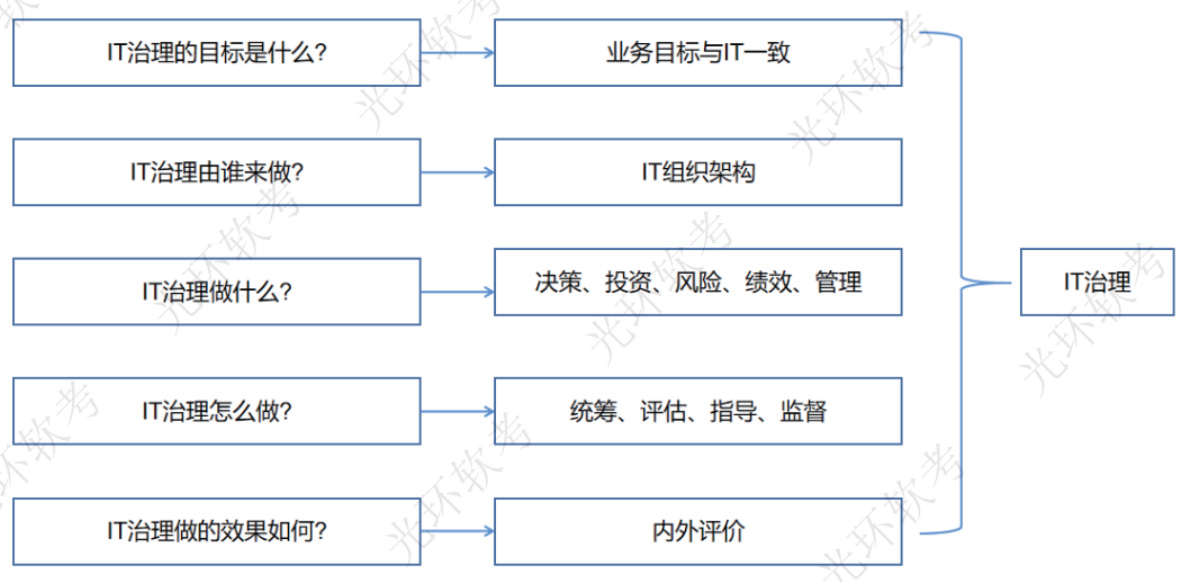 IT治理的目标是什么?
业务目标与IT一致
IT治理由谁来做?
IT组织架构
IT治理做什么?
决策、投资、风险、绩效、管理
IT治理
IT治理怎么做?
统筹、评估、指导、监督
IT治理做的效果如何?
内外评价
光环软考
光环软考
光环软考
光环软考
光环软考
光环软考
光环软考
光环软考